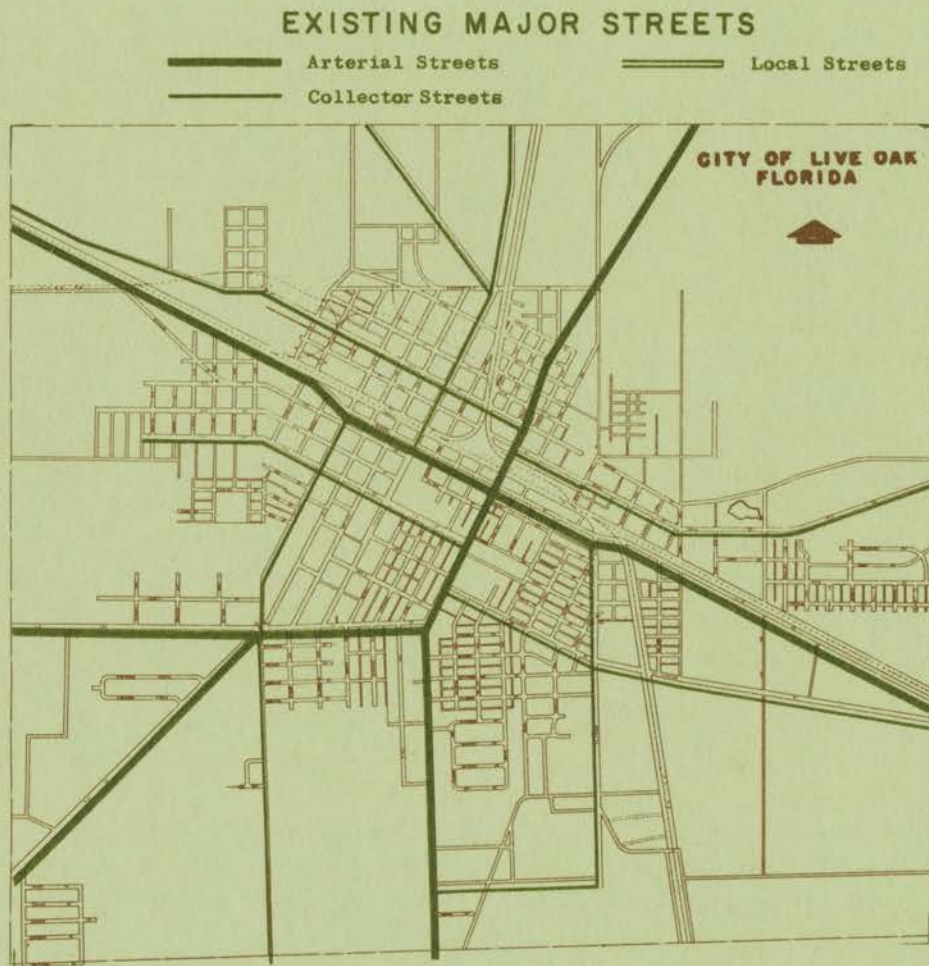 EXISTING MAJOR STREETS
Arterial Streets
Local Streets
Collector Streets
CITY OF LIVE OAK
FLORIDA